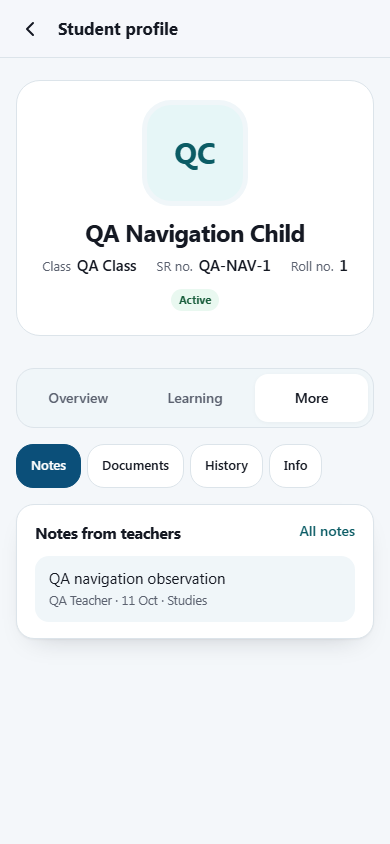 Student profile
QC
QA Navigation Child
Class QA Class SR no. QA-NAV-1 Roll no. 1
Active
Overview Learning More
Notes Documents History Info
Notes from teachers All notes
QA navigation observation
QA Teacher · 11 Oct · Studies